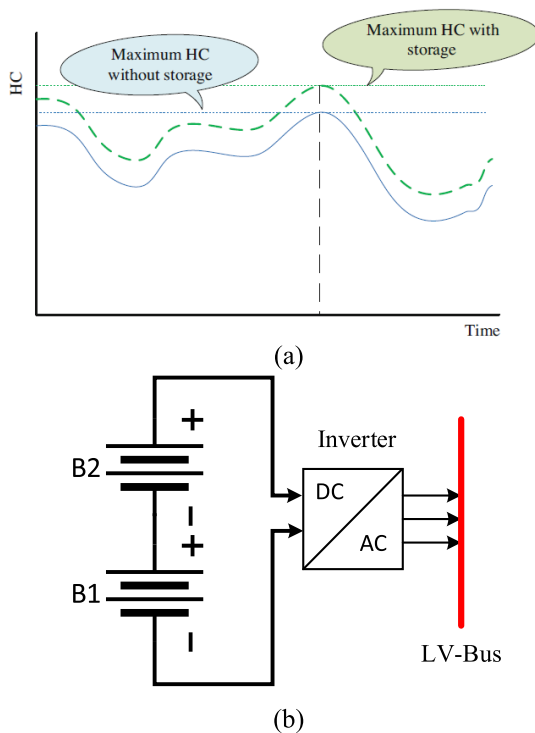 Maximum HC
without storage
Maximum HC with
storage
HC
Time
(a)
+
B2
−
+
B1
−
Inverter
DC
AC
LV-Bus
(b)